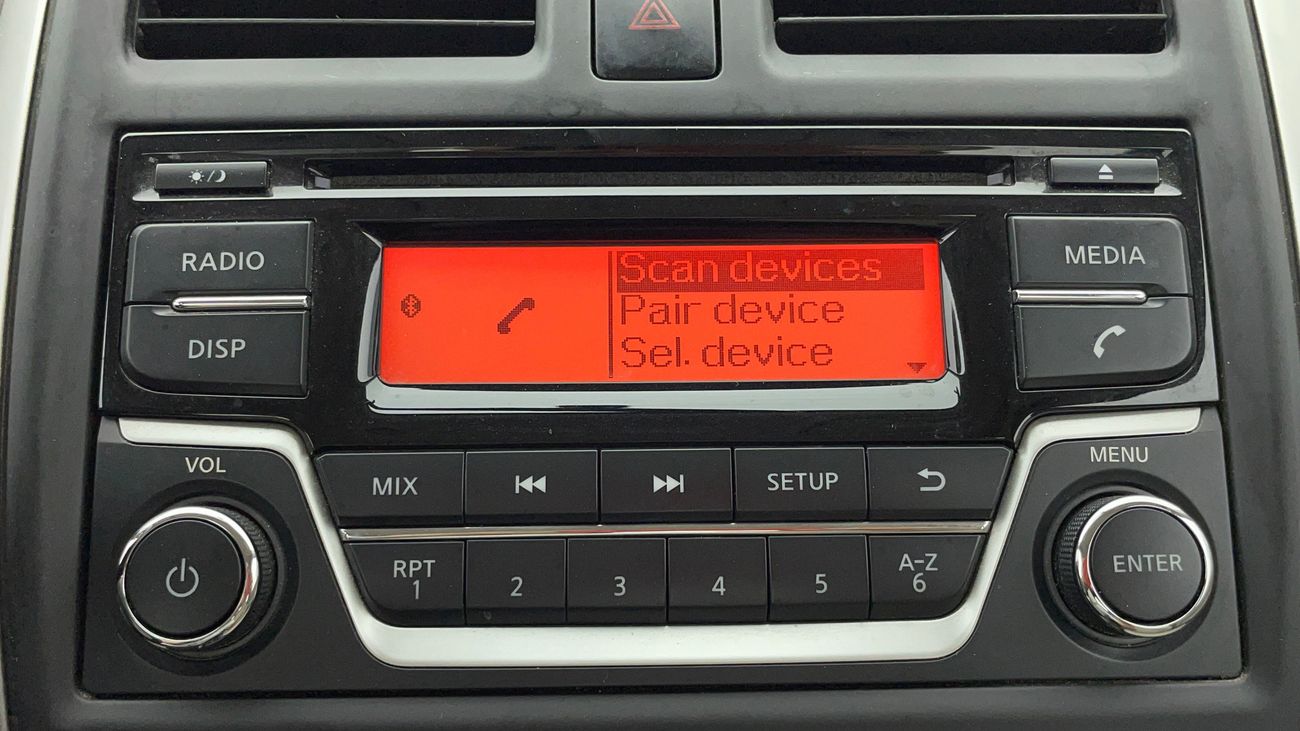 RADIO
DISP
Scan devices
Pair device
Sel. device
MEDIA
VOL
MENU
MIX
SETUP
RPT
1
2
3
4
5
A-Z
6
ENTER